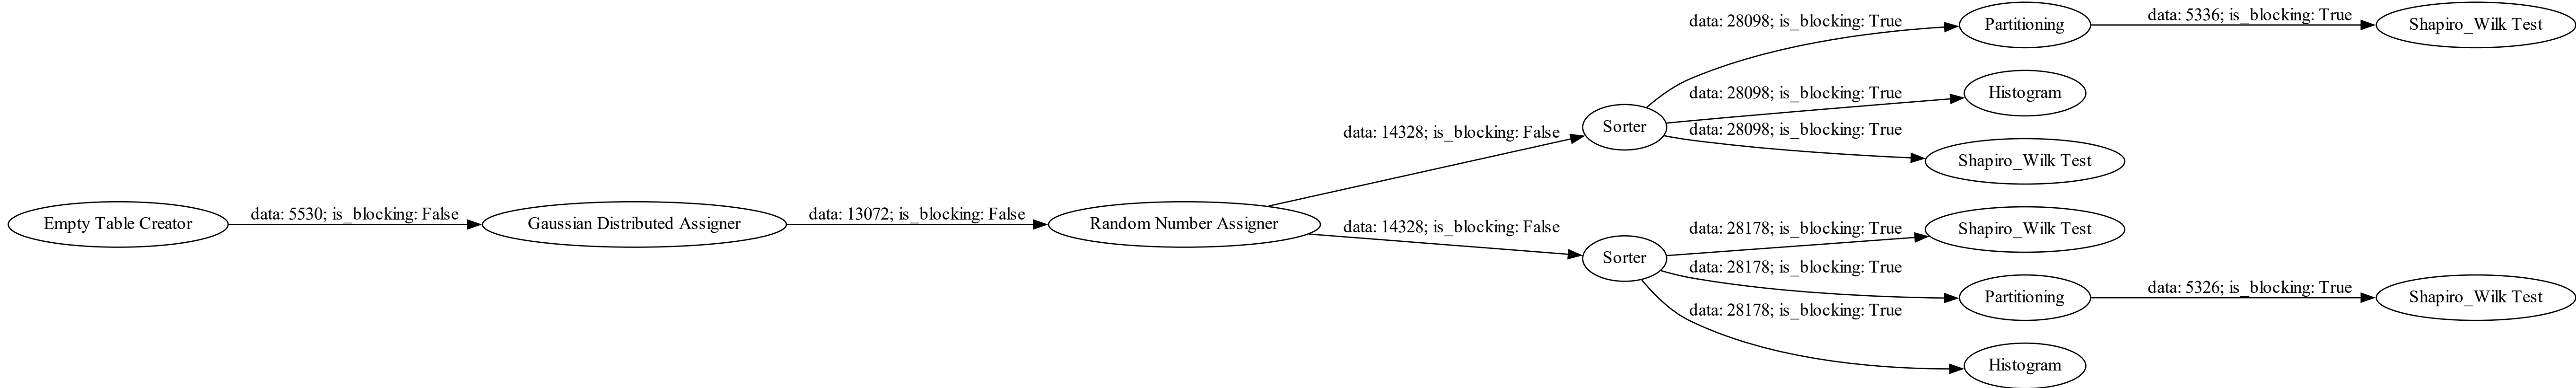 data: 28098; is_blocking: True
Partitioning
data: 5336; is_blocking: True
Shapiro_Wilk Test
data: 28098; is_blocking: True
Histogram
data: 14328; is_blocking: False
Sorter
data: 28098; is_blocking: True
Shapiro_Wilk Test
Empty Table Creator
data: 5530; is_blocking: False
Gaussian Distributed Assigner
data: 13072; is_blocking: False
Random Number Assigner
data: 14328; is_blocking: False
Sorter
data: 28178; is_blocking: True
Shapiro_Wilk Test
data: 28178; is_blocking: True
Partitioning
data: 5326; is_blocking: True
Shapiro_Wilk Test
data: 28178; is_blocking: True
Histogram